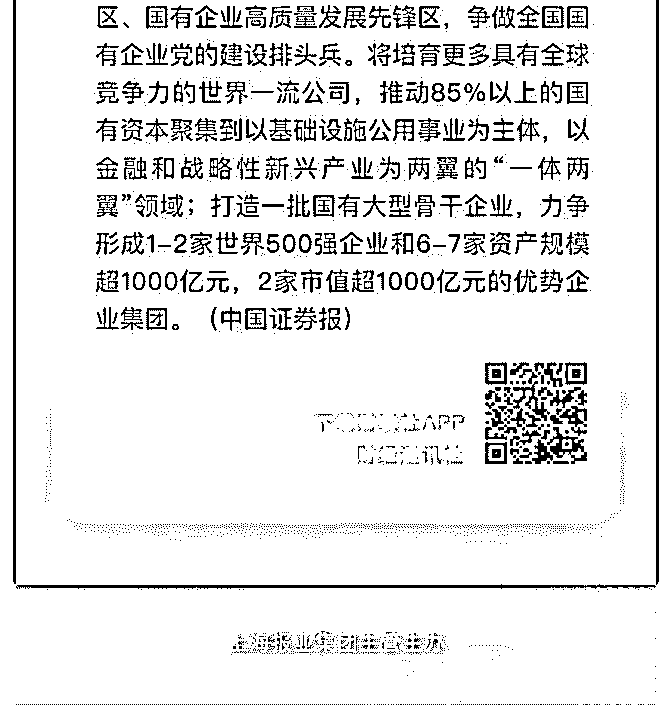 区、国有企业高质量发展先锋区，争做全国国
有企业党的建设排头兵。将培育更多具有全球
竞争力的世界一流公司，推动85%以上的国
有资本聚集到以基础设施公用事业为主体，以
金融和战略性新兴产业为两翼的“一体两
翼”领域；打造一批国有大型骨干企业，力争
形成1-2家世界500强企业和6-7家资产规模
超1000亿元，2家市值超1000亿元的优势企
业集团。（中国证券报）
APP
上海报业集团主管主办